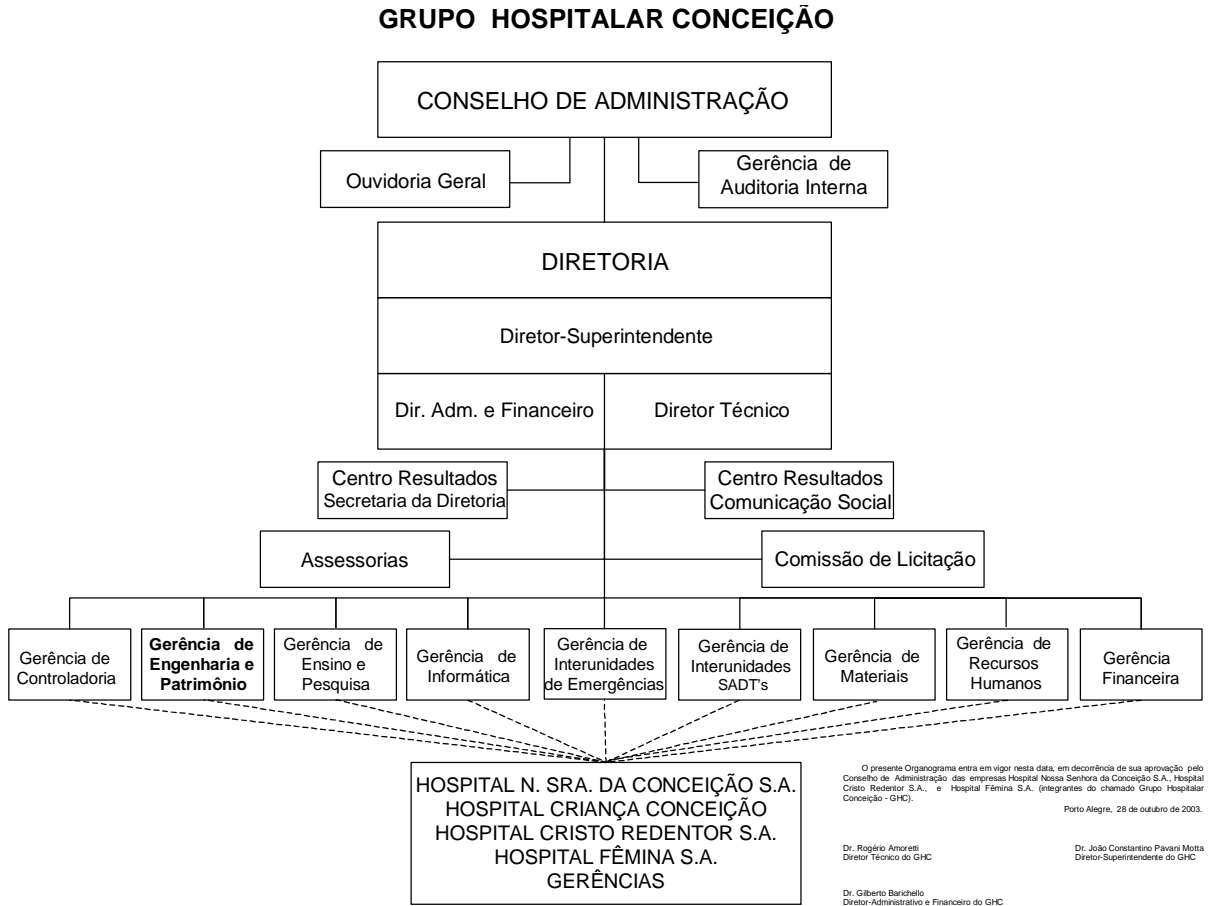 GRUPO HOSPITALAR CONCEIÇÃO
CONSELHO DE ADMINISTRAÇÃO
Ouvidoria Geral
Gerência de
Auditoria Interna
DIRETORIA
Diretor-Superintendente
Dir. Adm. e Financeiro
Diretor Técnico
Centro Resultados
Secretaria da Diretoria
Centro Resultados
Comunicação Social
Assessorias
Comissão de Licitação
Gerência de
Controladoria
Gerência de
Engenharia e
Patrimônio
Gerência de
Ensino e
Pesquisa
Gerência de
Informática
Gerência de
Interunidades
de Emergências
Gerência de
Interunidades
SADT's
Gerência de
Materiais
Gerência de
Recursos
Humanos
Gerência
Financeira
HOSPITAL N. SRA. DA CONCEIÇÃO S.A.
HOSPITAL CRIANÇA CONCEIÇÃO
HOSPITAL CRISTO REDENTOR S.A.
HOSPITAL FÊMINA S.A.
GERÊNCIAS
O presente Organograma entra em vigor nesta data, em decorrência de sua aprovação pelo
Conselho de Administração das empresas Hospital Nossa Senhora da Conceição S.A., Hospital
Cristo Redentor S.A., e Hospital Fêmina S.A. (integrantes do chamado Grupo Hospitalar
Conceição - GHC).
Porto Alegre, 28 de outubro de 2003.
Dr. Rogério Amoretti
Diretor Técnico do GHC
Dr. João Constantino Pavani Motta
Diretor-Superintendente do GHC
Dr. Gilberto Barichello
Diretor-Administrativo e Financeiro do GHC